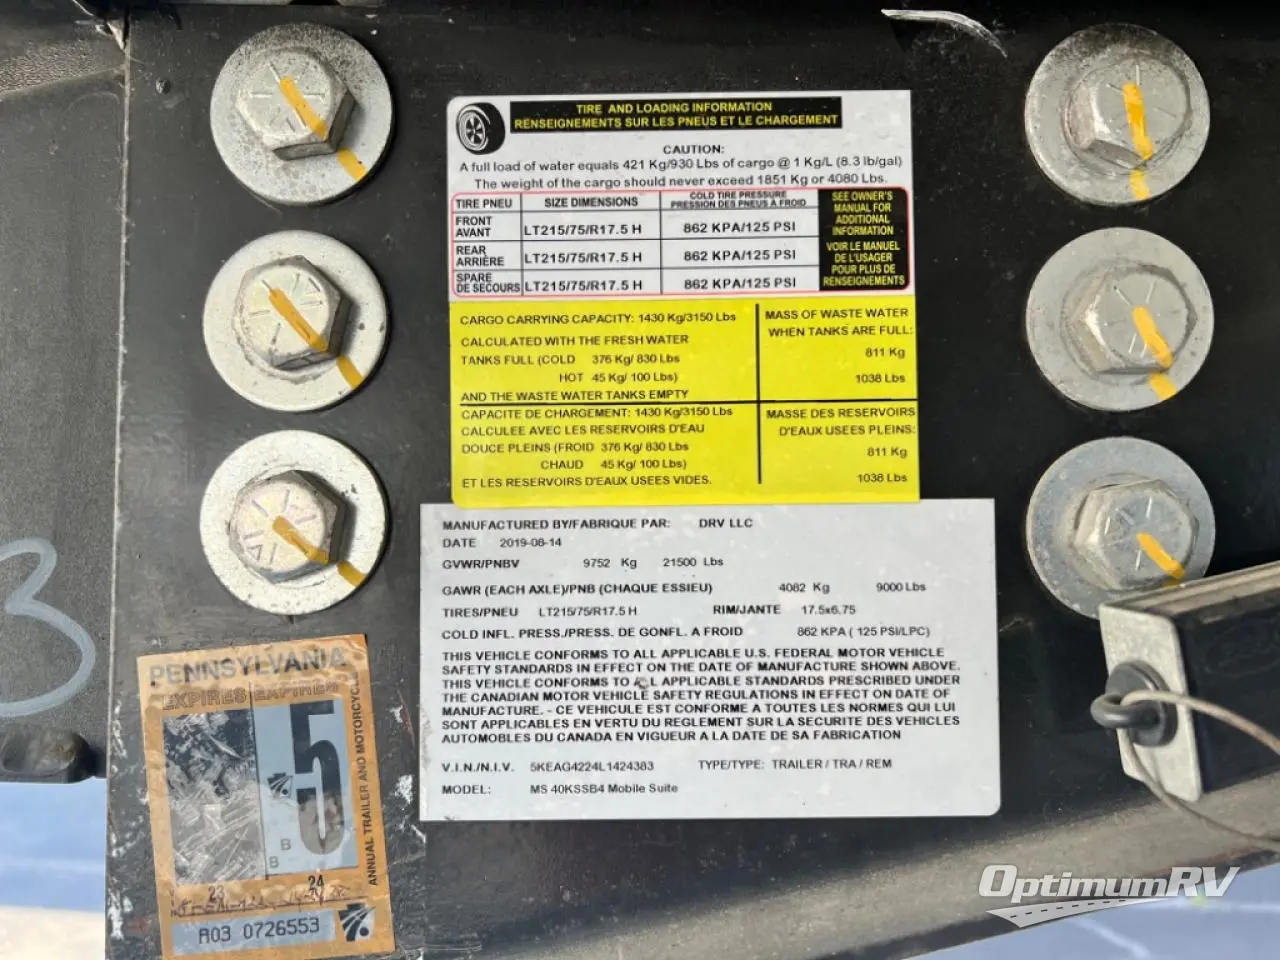 TIRE AND LOADING INFORMATION
RENSEIGNEMENTS SUR LES PNEUS ET LE CHARGEMENT
CAUTION:
A full load of water equals 421 Kg/930 Lbs of cargo @ 1 Kg/L (8.3 lb/gal)
The weight of the cargo should never exceed 1851 Kg or 4080 Lbs.
TIRE PNEU SIZE DIMENSIONS COLD TIRE PRESSURE
PRESSION DES PNEUS À FROID
FRONT
AVANT LT215/75/R17.5 H 862 KPA/125 PSI
REAR
ARRIÈRE LT215/75/R17.5 H 862 KPA/125 PSI
SPARE
DE SECOURS LT215/75/R17.5 H 862 KPA/125 PSI
SEE OWNER'S
MANUAL FOR
ADDITIONAL
INFORMATION
VOIR LE MANUEL
DE L'USAGER
POUR PLUS DE
RENSEIGNEMENTS
CARGO CARRYING CAPACITY: 1430 Kg/3150 Lbs
CALCULATED WITH THE FRESH WATER
TANKS FULL (COLD 376 Kg/ 830 Lbs
HOT 45 Kg/ 100 Lbs)
AND THE WASTE WATER TANKS EMPTY
MASS OF WASTE WATER
WHEN TANKS ARE FULL:
811 Kg
1038 Lbs
CAPACITE DE CHARGEMENT: 1430 Kg/3150 Lbs
CALCULEE AVEC LES RESERVOIRS D'EAU
DOUCE PLEINS (FROID 376 Kg/ 830 Lbs
CHAUD 45 Kg/ 100 Lbs)
ET LES RESERVOIRS D'EAUX USEES VIDES.
MASSE DES RESERVOIRS
D'EAUX USEES PLEINS:
811 Kg
1038 Lbs
MANUFACTURED BY/FABRIQUE PAR: DRV LLC
DATE 2019-08-14
GVWR/PNBV 9752 Kg 21500 Lbs
GAWR (EACH AXLE)/PNB (CHAQUE ESSIEU) 4082 Kg 9000 Lbs
TIRES/PNEU LT215/75/R17.5 H RIM/JANTE 17.5x6.75
COLD INFL. PRESS./PRESS. DE GONFL. A FROID 862 KPA ( 125 PSI/LPC)
THIS VEHICLE CONFORMS TO ALL APPLICABLE U.S. FEDERAL MOTOR VEHICLE
SAFETY STANDARDS IN EFFECT ON THE DATE OF MANUFACTURE SHOWN ABOVE.
THIS VEHICLE CONFORMS TO ALL APPLICABLE STANDARDS PRESCRIBED UNDER
THE CANADIAN MOTOR VEHICLE SAFETY REGULATIONS IN EFFECT ON DATE OF
MANUFACTURE. - CE VEHICULE EST CONFORME A TOUTES LES NORMES QUI LUI
SONT APPLICABLES EN VERTU DU REGLEMENT SUR LA SECURITE DES VEHICLES
AUTOMOBLES DU CANADA EN VIGUEUR A LA DATE DE SA FABRICATION
V.I.N./N.I.V. 5KEAG4224L1424383 TYPE/TYPE: TRAILER / TRA / REM
MODEL: MS 40KSSB4 Mobile Suite
3
PENNSYLVANIA
EXPIRES EXPIRES
5
B
B
ANNUAL TRAILER AND MOTORCYCLE
23 24
A03 0726553
OptimumRV